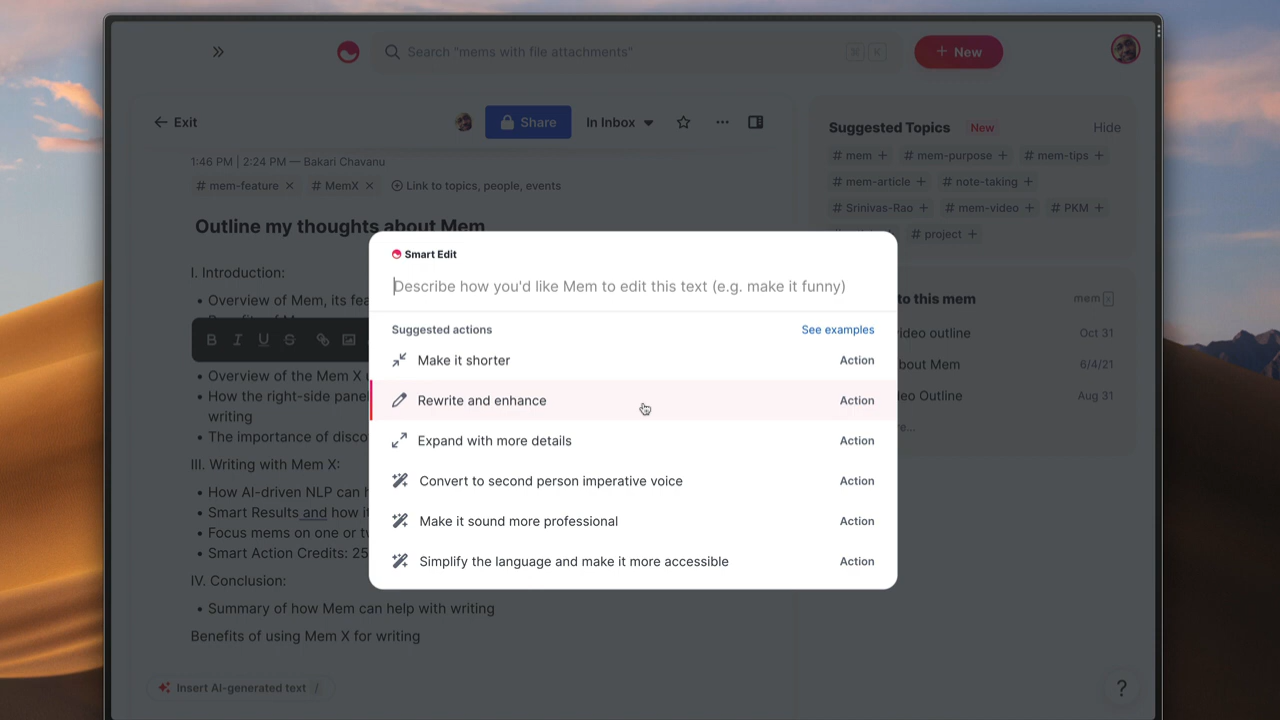 Search "mems with file attachments"
⌘ K
+ New
Exit
Share
In Inbox
1:46 PM | 2:24 PM — Bakari Chavanu
# mem-feature ×
# MemX ×
Link to topics, people, events
Outline my thoughts about Mem
I. Introduction:
• Overview of Mem, its fea
B I U S
• Overview of the Mem X
• How the right-side pane
writing
• The importance of disco
III. Writing with Mem X:
• How AI-driven NLP can h
• Smart Results and how i
• Focus mems on one or t
• Smart Action Credits: 25
IV. Conclusion:
• Summary of how Mem can help with writing
Benefits of using Mem X for writing
Insert AI-generated text /
Smart Edit
Describe how you'd like Mem to edit this text (e.g. make it funny)
Suggested actions
See examples
Make it shorter Action
Rewrite and enhance Action
Expand with more details Action
Convert to second person imperative voice Action
Make it sound more professional Action
Simplify the language and make it more accessible Action
Suggested Topics New Hide
# mem + # mem-purpose + # mem-tips +
# mem-article + # note-taking +
# Srinivas-Rao + # mem-video + # PKM +
# project +
to this mem mem x
ideo outline Oct 31
bout Mem 6/4/21
eo Outline Aug 31
?